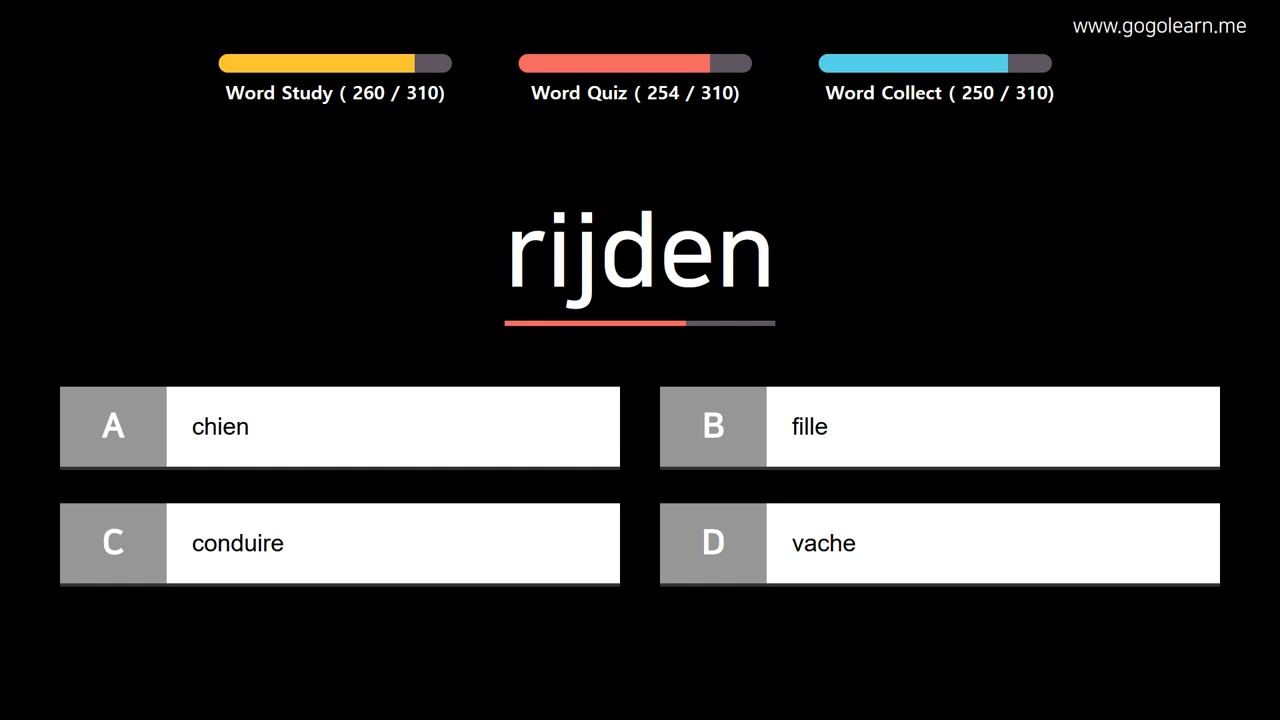 www.gogolearn.me
Word Study ( 260 / 310)
Word Quiz ( 254 / 310)
Word Collect ( 250 / 310)
rijden
A chien
B fille
C conduire
D vache